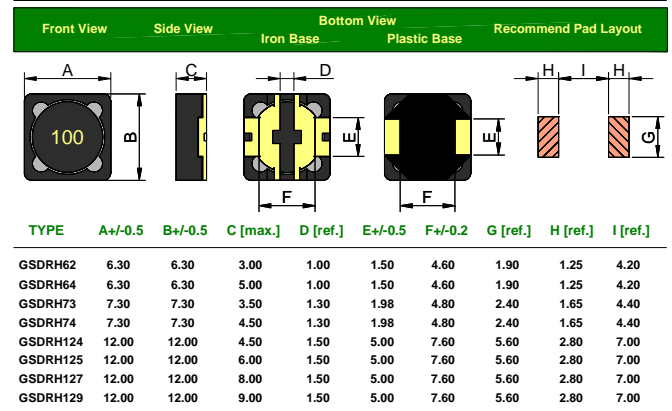 Front View Side View Bottom View Recommend Pad Layout
Iron Base Plastic Base
A C D H I H
100 B E E G
F F
TYPE A+/-0.5 B+/-0.5 C [max.] D [ref.] E+/-0.5 F+/-0.2 G [ref.] H [ref.] I [ref.]
GSDRH62 6.30 6.30 3.00 1.00 1.50 4.60 1.90 1.25 4.20
GSDRH64 6.30 6.30 5.00 1.00 1.50 4.60 1.90 1.25 4.20
GSDRH73 7.30 7.30 3.50 1.30 1.98 4.80 2.40 1.65 4.40
GSDRH74 7.30 7.30 4.50 1.30 1.98 4.80 2.40 1.65 4.40
GSDRH124 12.00 12.00 4.50 1.50 5.00 7.60 5.60 2.80 7.00
GSDRH125 12.00 12.00 6.00 1.50 5.00 7.60 5.60 2.80 7.00
GSDRH127 12.00 12.00 8.00 1.50 5.00 7.60 5.60 2.80 7.00
GSDRH129 12.00 12.00 9.00 1.50 5.00 7.60 5.60 2.80 7.00